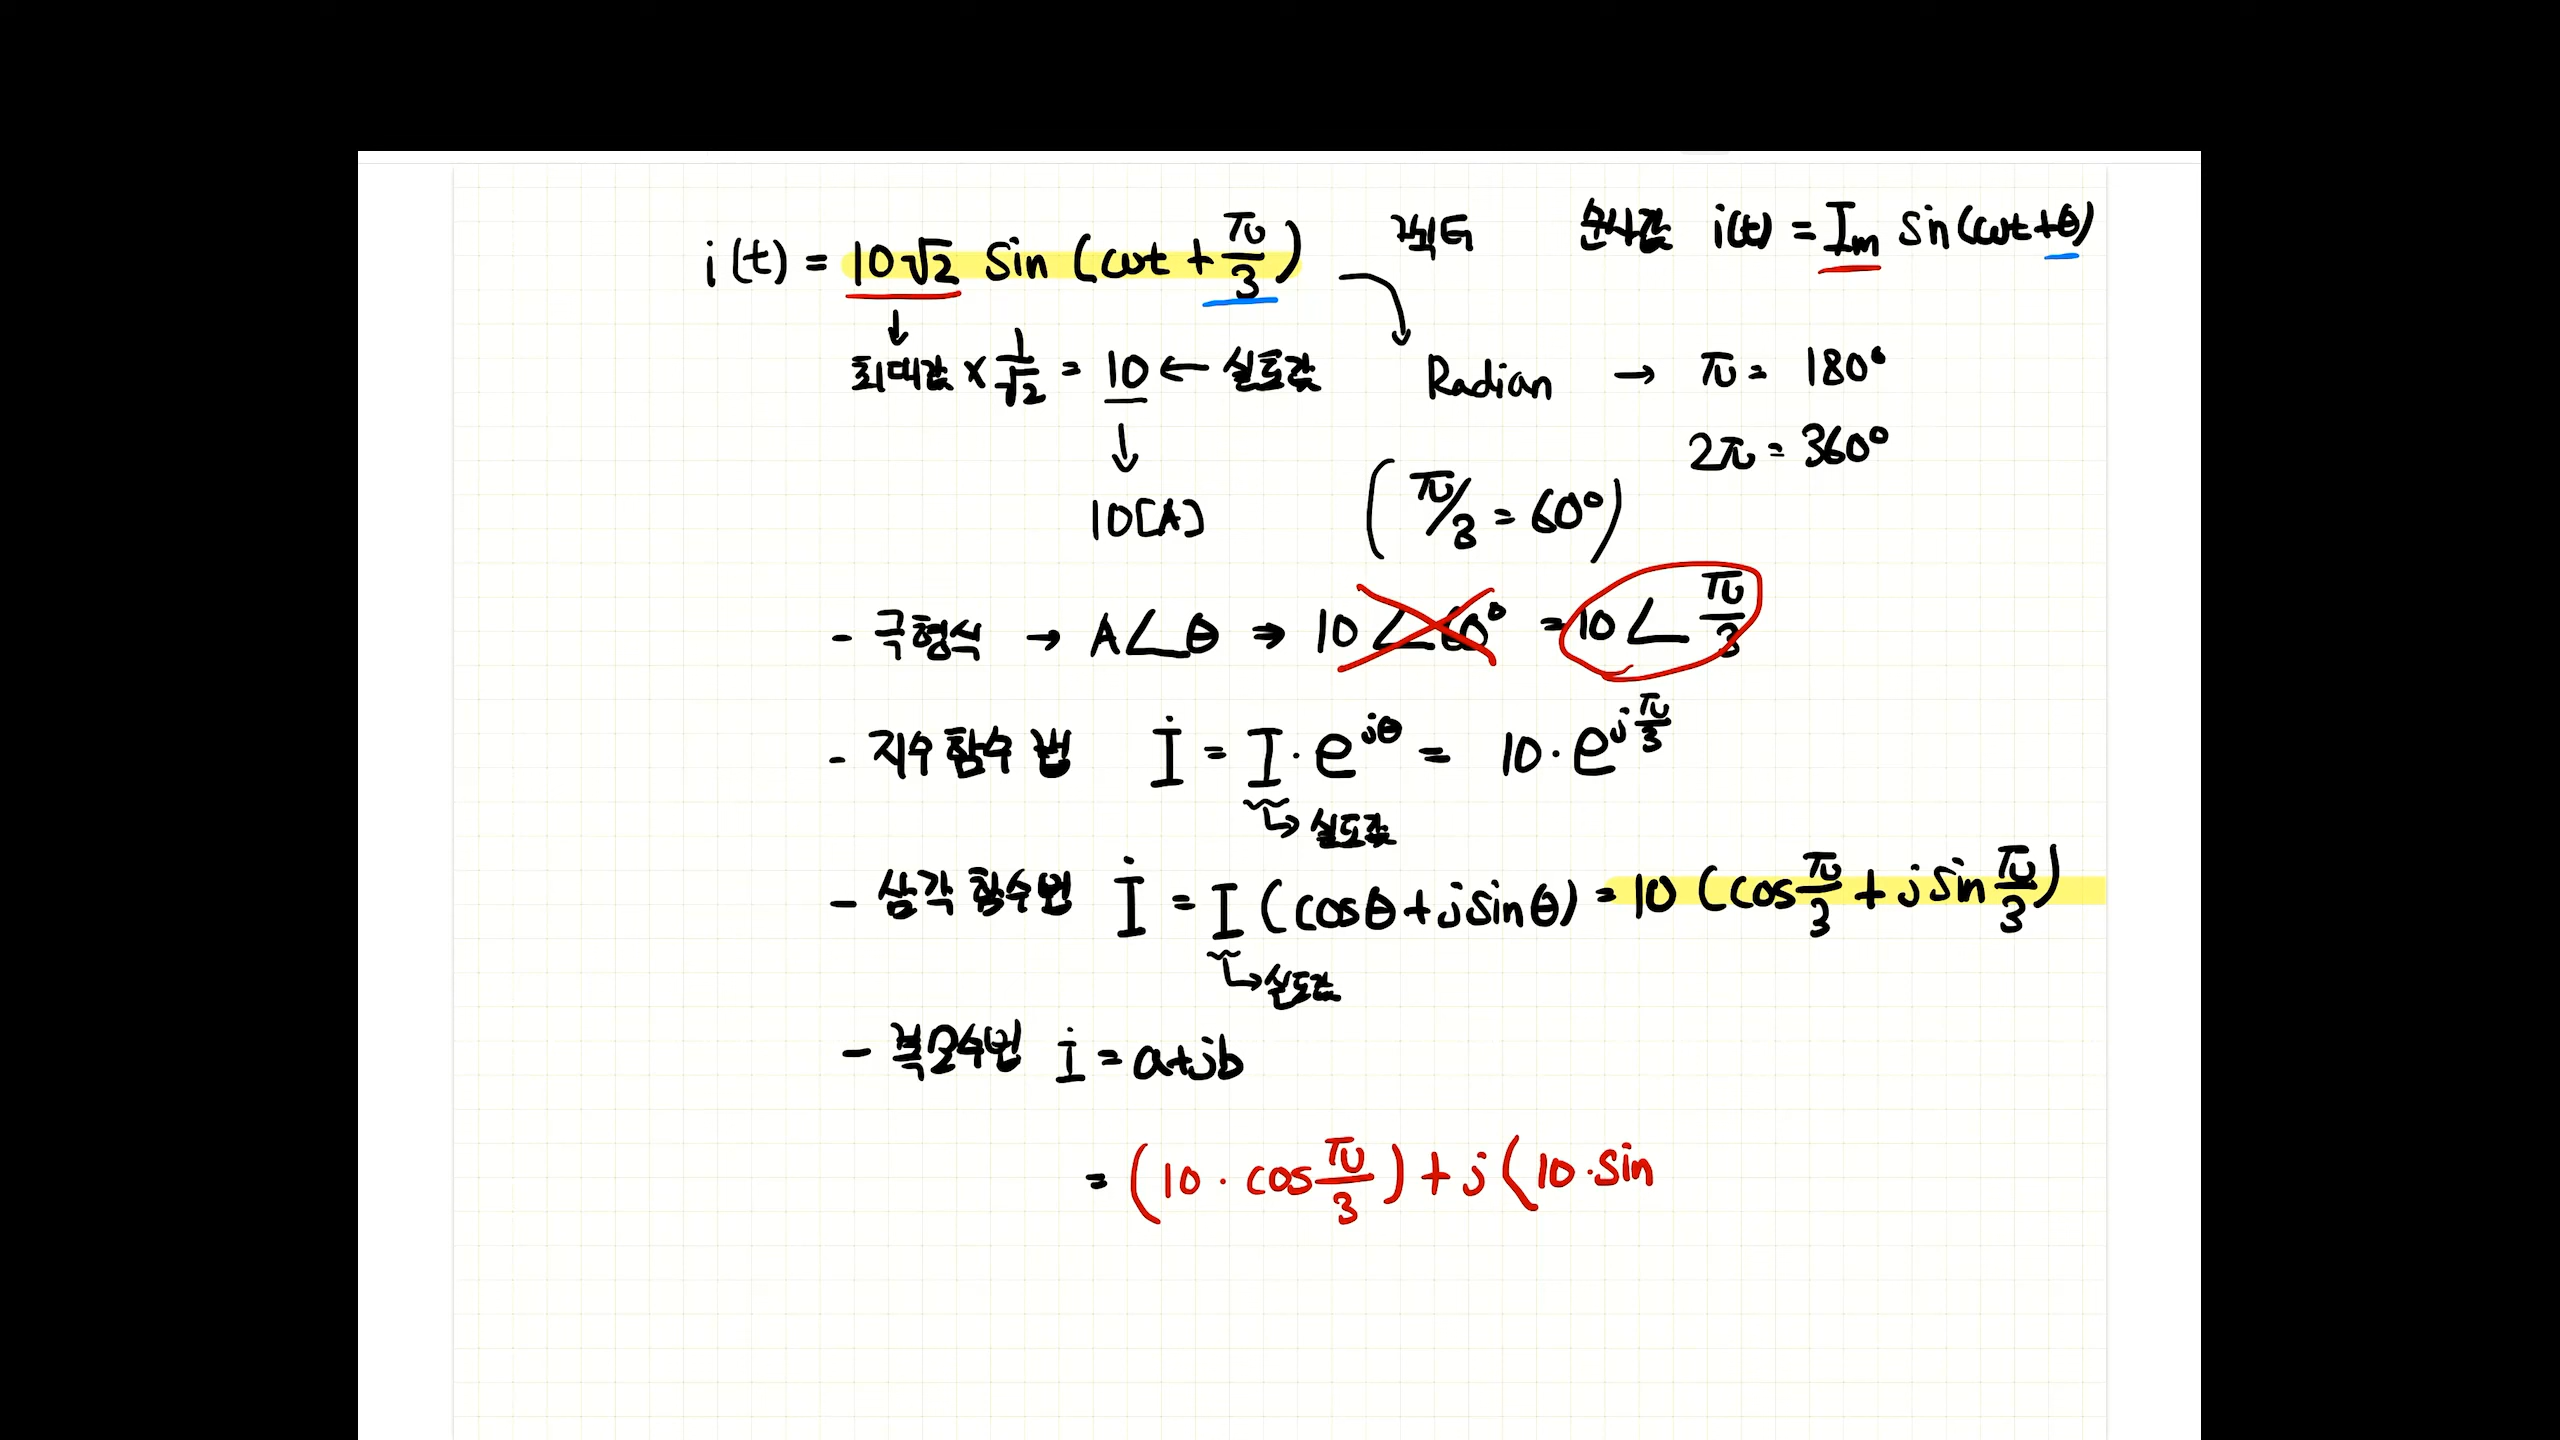 i(t) = 10√2 sin(ωt + π/3)
순시값 i(t) = Im sin(ωt+θ)
↓
최대값 × 1/√2 = 10 ← 실효값
Radian → π = 180°
2π = 360°
↓
10[A]
(π/3 = 60°)
- 극형식 → A∠θ ⇒ 10∠60° = 10∠π/3
- 지수함수법 İ = I · e^jθ = 10 · e^jπ/3
↳ 실효값
- 삼각함수법 İ = I (cosθ + jsinθ) = 10 (cos π/3 + j sin π/3)
↳ 실효값
- 복소수법 İ = a+jb
= (10 · cos π/3) + j(10 · sin